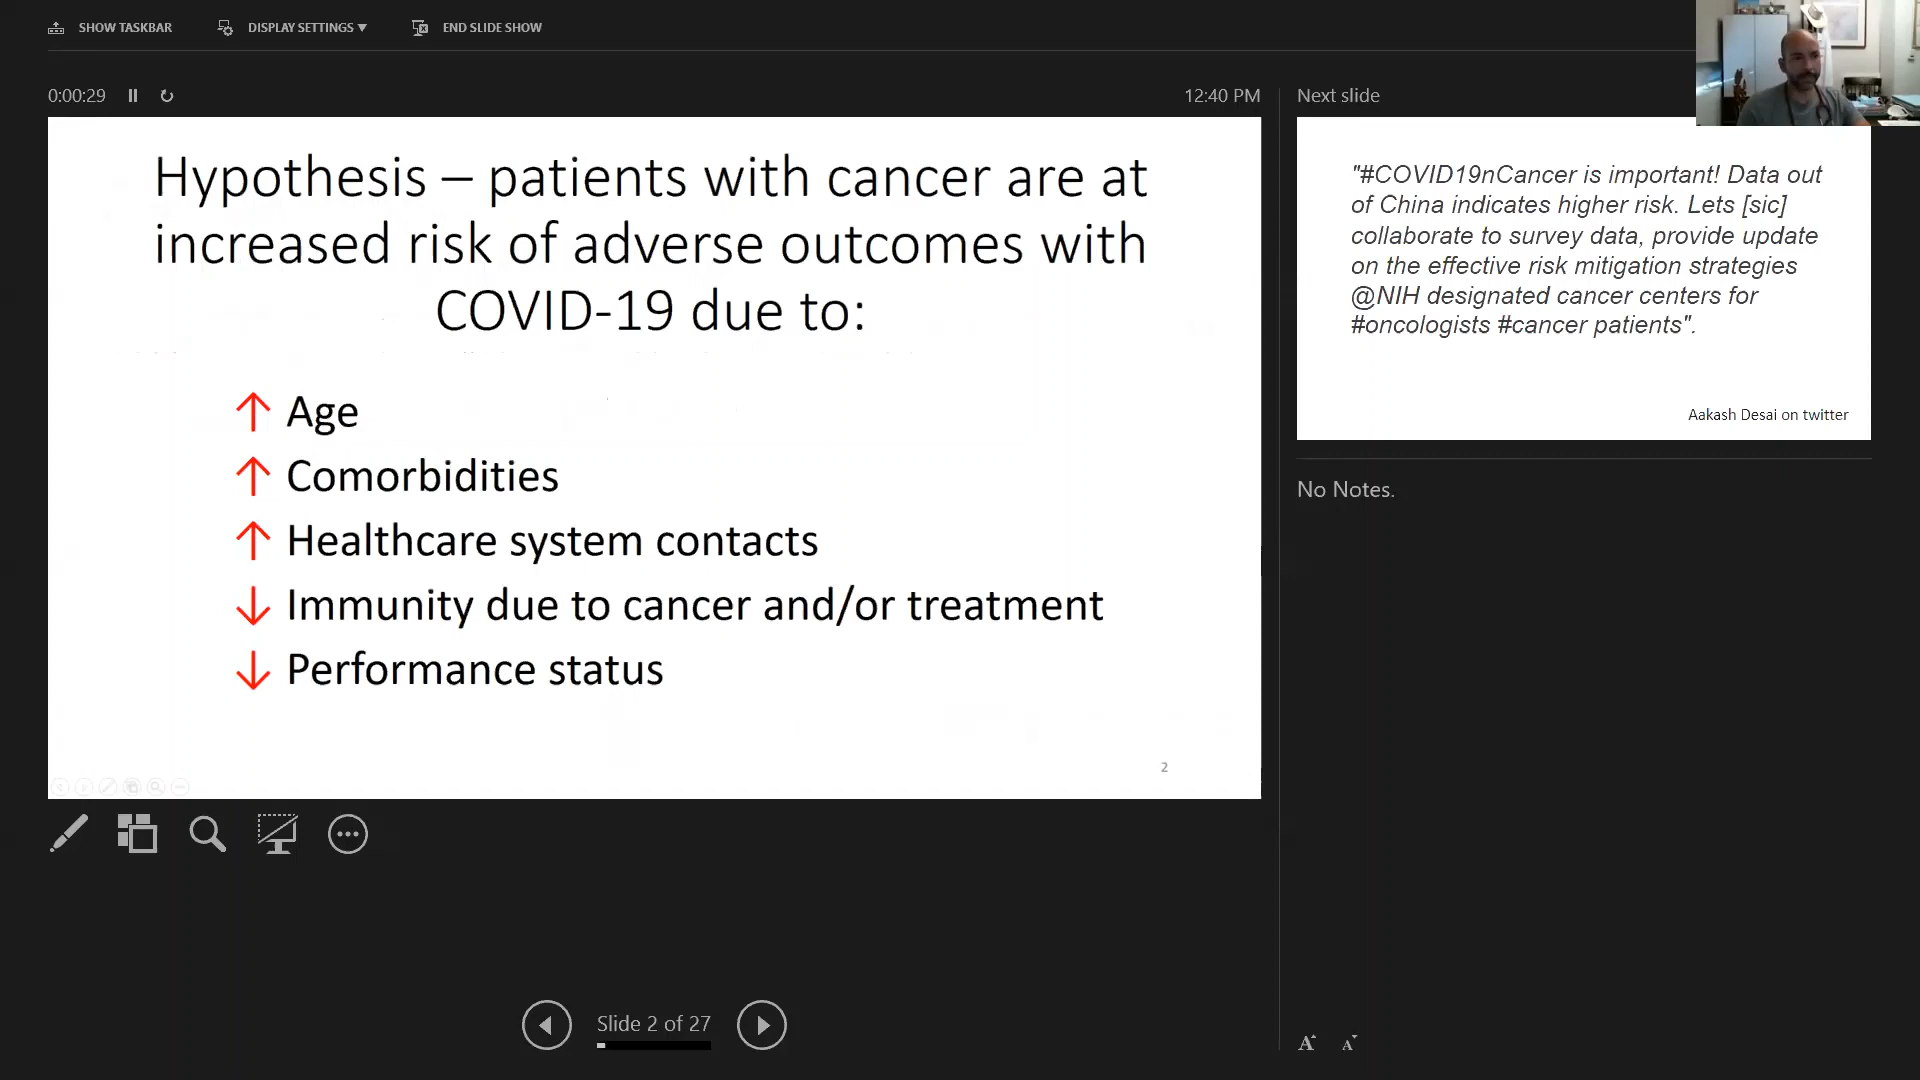 SHOW TASKBAR
DISPLAY SETTINGS
END SLIDE SHOW
0:00:29
12:40 PM
Hypothesis – patients with cancer are at
increased risk of adverse outcomes with
COVID-19 due to:
↑ Age
↑ Comorbidities
↑ Healthcare system contacts
↓ Immunity due to cancer and/or treatment
↓ Performance status
2
Next slide
"#COVID19nCancer is important! Data out
of China indicates higher risk. Lets [sic]
collaborate to survey data, provide update
on the effective risk mitigation strategies
@NIH designated cancer centers for
#oncologists #cancer patients".
Aakash Desai on twitter
No Notes.
Slide 2 of 27
A A